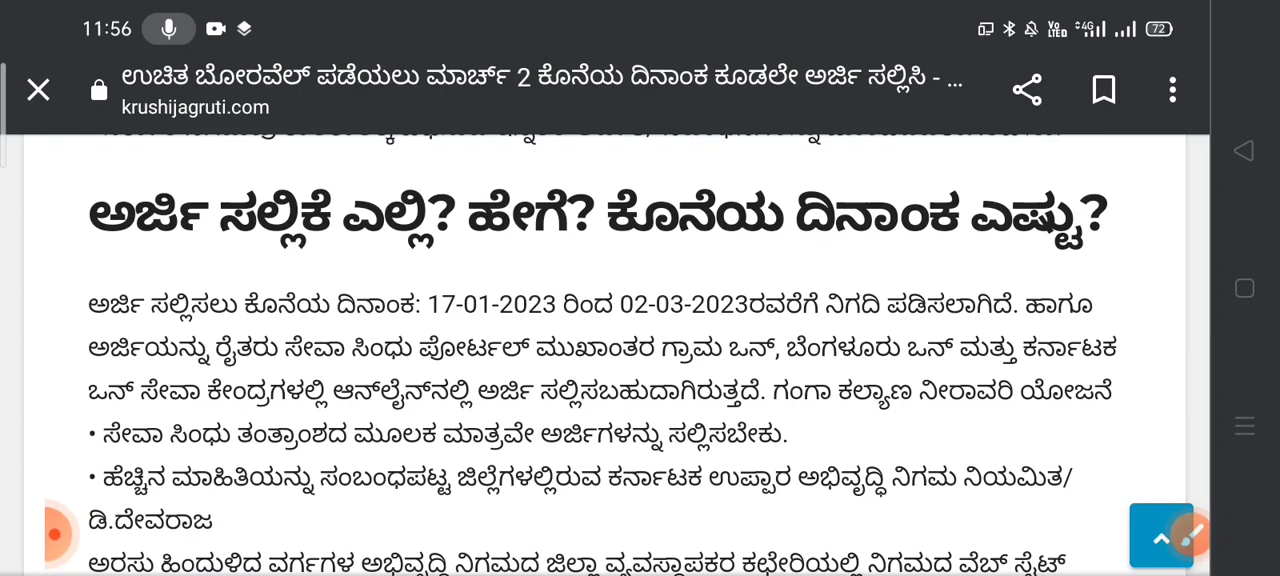 11:56
VO LTED 4G 72
ಉಚಿತ ಬೋರವೆಲ್ ಪಡೆಯಲು ಮಾರ್ಚ್ 2 ಕೊನೆಯ ದಿನಾಂಕ ಕೂಡಲೇ ಅರ್ಜಿ ಸಲ್ಲಿಸಿ - ...
krushijagruti.com
ಅರ್ಜಿ ಸಲ್ಲಿಕೆ ಎಲ್ಲಿ? ಹೇಗೆ? ಕೊನೆಯ ದಿನಾಂಕ ಎಷ್ಟು?
ಅರ್ಜಿ ಸಲ್ಲಿಸಲು ಕೊನೆಯ ದಿನಾಂಕ: 17-01-2023 ರಿಂದ 02-03-2023ರವರೆಗೆ ನಿಗದಿ ಪಡಿಸಲಾಗಿದೆ. ಹಾಗೂ
ಅರ್ಜಿಯನ್ನು ರೈತರು ಸೇವಾ ಸಿಂಧು ಪೋರ್ಟಲ್ ಮುಖಾಂತರ ಗ್ರಾಮ ಒನ್, ಬೆಂಗಳೂರು ಒನ್ ಮತ್ತು ಕರ್ನಾಟಕ
ಒನ್ ಸೇವಾ ಕೇಂದ್ರಗಳಲ್ಲಿ ಆನ್‌ಲೈನ್‌ನಲ್ಲಿ ಅರ್ಜಿ ಸಲ್ಲಿಸಬಹುದಾಗಿರುತ್ತದೆ. ಗಂಗಾ ಕಲ್ಯಾಣ ನೀರಾವರಿ ಯೋಜನೆ
• ಸೇವಾ ಸಿಂಧು ತಂತ್ರಾಂಶದ ಮೂಲಕ ಮಾತ್ರವೇ ಅರ್ಜಿಗಳನ್ನು ಸಲ್ಲಿಸಬೇಕು.
• ಹೆಚ್ಚಿನ ಮಾಹಿತಿಯನ್ನು ಸಂಬಂಧಪಟ್ಟ ಜಿಲ್ಲೆಗಳಲ್ಲಿರುವ ಕರ್ನಾಟಕ ಉಪ್ಪಾರ ಅಭಿವೃದ್ಧಿ ನಿಗಮ ನಿಯಮಿತ/
ಡಿ.ದೇವರಾಜ
ಅರಸು ಹಿಂದುಳಿದ ವರ್ಗಗಳ ಅಭಿವೃದ್ಧಿ ನಿಗಮದ ಜಿಲ್ಲಾ ವ್ಯವಸ್ಥಾಪಕರ ಕಛೇರಿಯಲ್ಲಿ ನಿಗಮದ ವೆಬ್ ಸೈಟ್